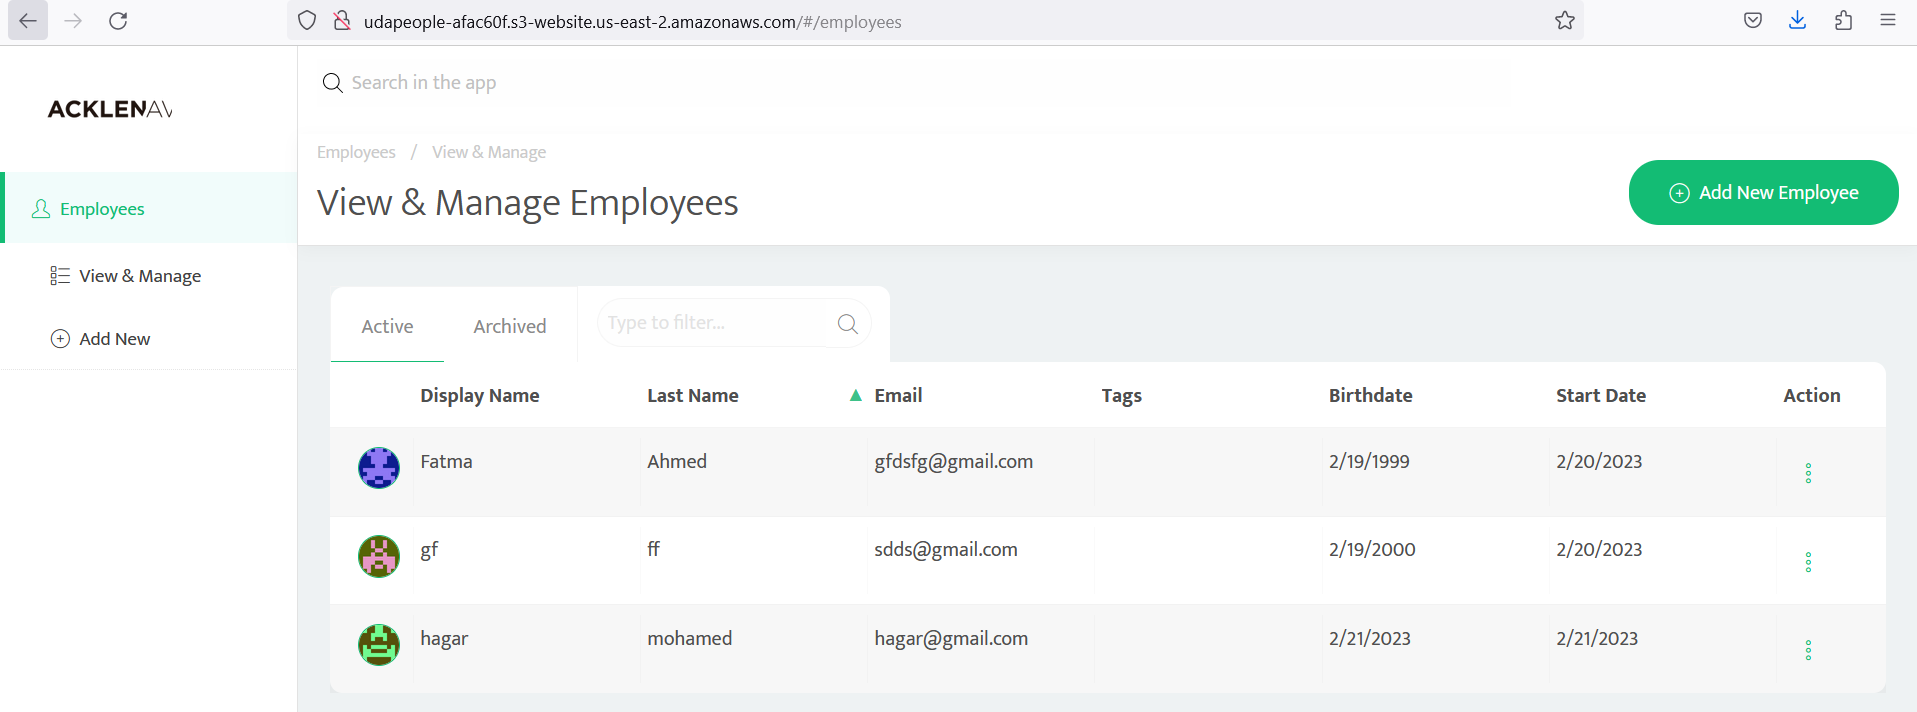 udapeople-afac60f.s3-website.us-east-2.amazonaws.com/#/employees
Search in the app
ACKLENAV
Employees / View & Manage
View & Manage Employees
Add New Employee
Employees
View & Manage
Add New
Active Archived Type to filter...
Display Name Last Name ▲ Email Tags Birthdate Start Date Action
Fatma Ahmed gfdsfg@gmail.com 2/19/1999 2/20/2023
gf ff sdds@gmail.com 2/19/2000 2/20/2023
hagar mohamed hagar@gmail.com 2/21/2023 2/21/2023